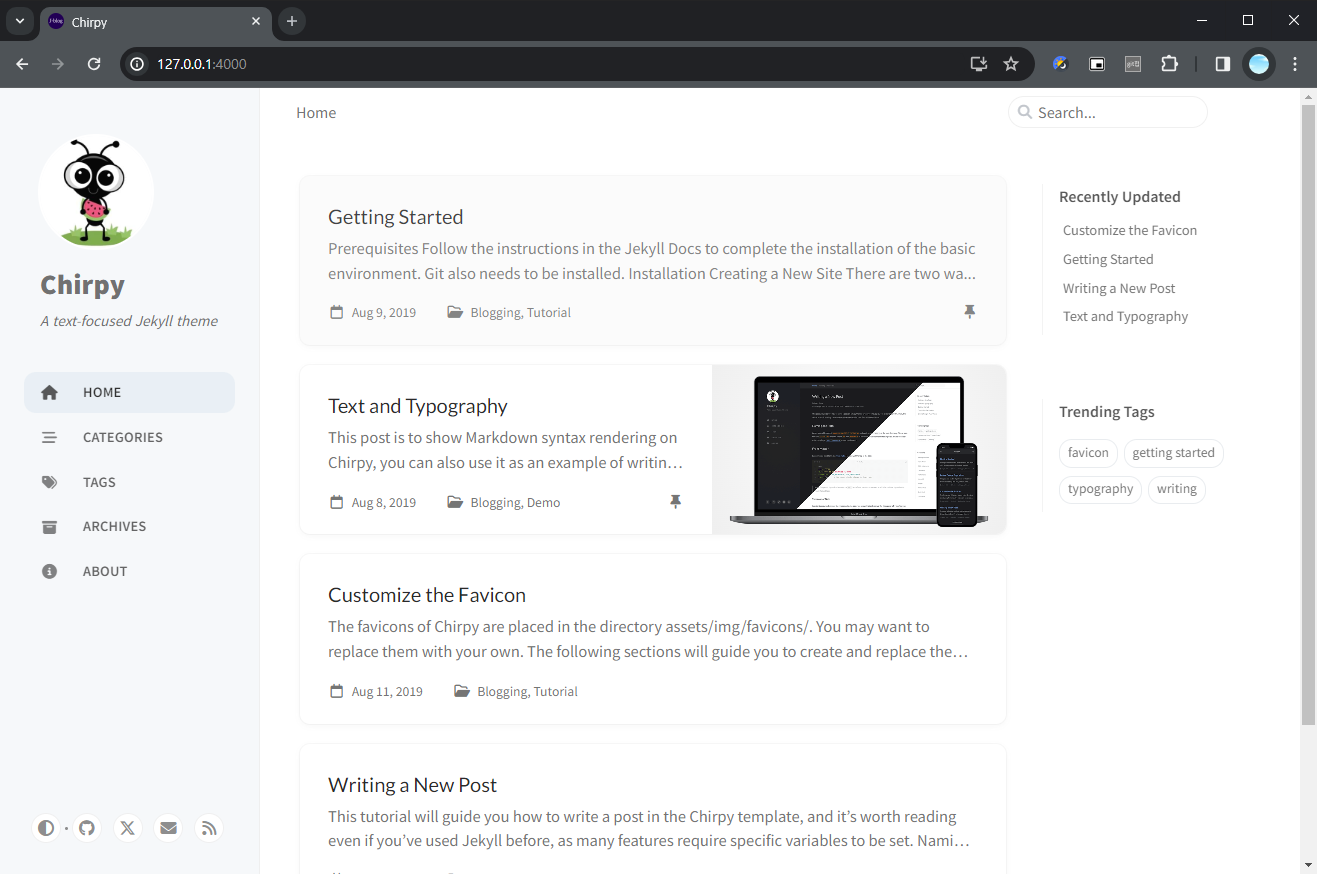 Chirpy
127.0.0.1:4000
Home
Search...
Chirpy
A text-focused Jekyll theme
HOME
CATEGORIES
TAGS
ARCHIVES
ABOUT
Getting Started
Prerequisites Follow the instructions in the Jekyll Docs to complete the installation of the basic
environment. Git also needs to be installed. Installation Creating a New Site There are two wa...
Aug 9, 2019 Blogging, Tutorial
Text and Typography
This post is to show Markdown syntax rendering on
Chirpy, you can also use it as an example of writin…
Aug 8, 2019 Blogging, Demo
Customize the Favicon
The favicons of Chirpy are placed in the directory assets/img/favicons/. You may want to
replace them with your own. The following sections will guide you to create and replace the…
Aug 11, 2019 Blogging, Tutorial
Writing a New Post
This tutorial will guide you how to write a post in the Chirpy template, and it’s worth reading
even if you’ve used Jekyll before, as many features require specific variables to be set. Nami…
Recently Updated
Customize the Favicon
Getting Started
Writing a New Post
Text and Typography
Trending Tags
favicon getting started
typography writing